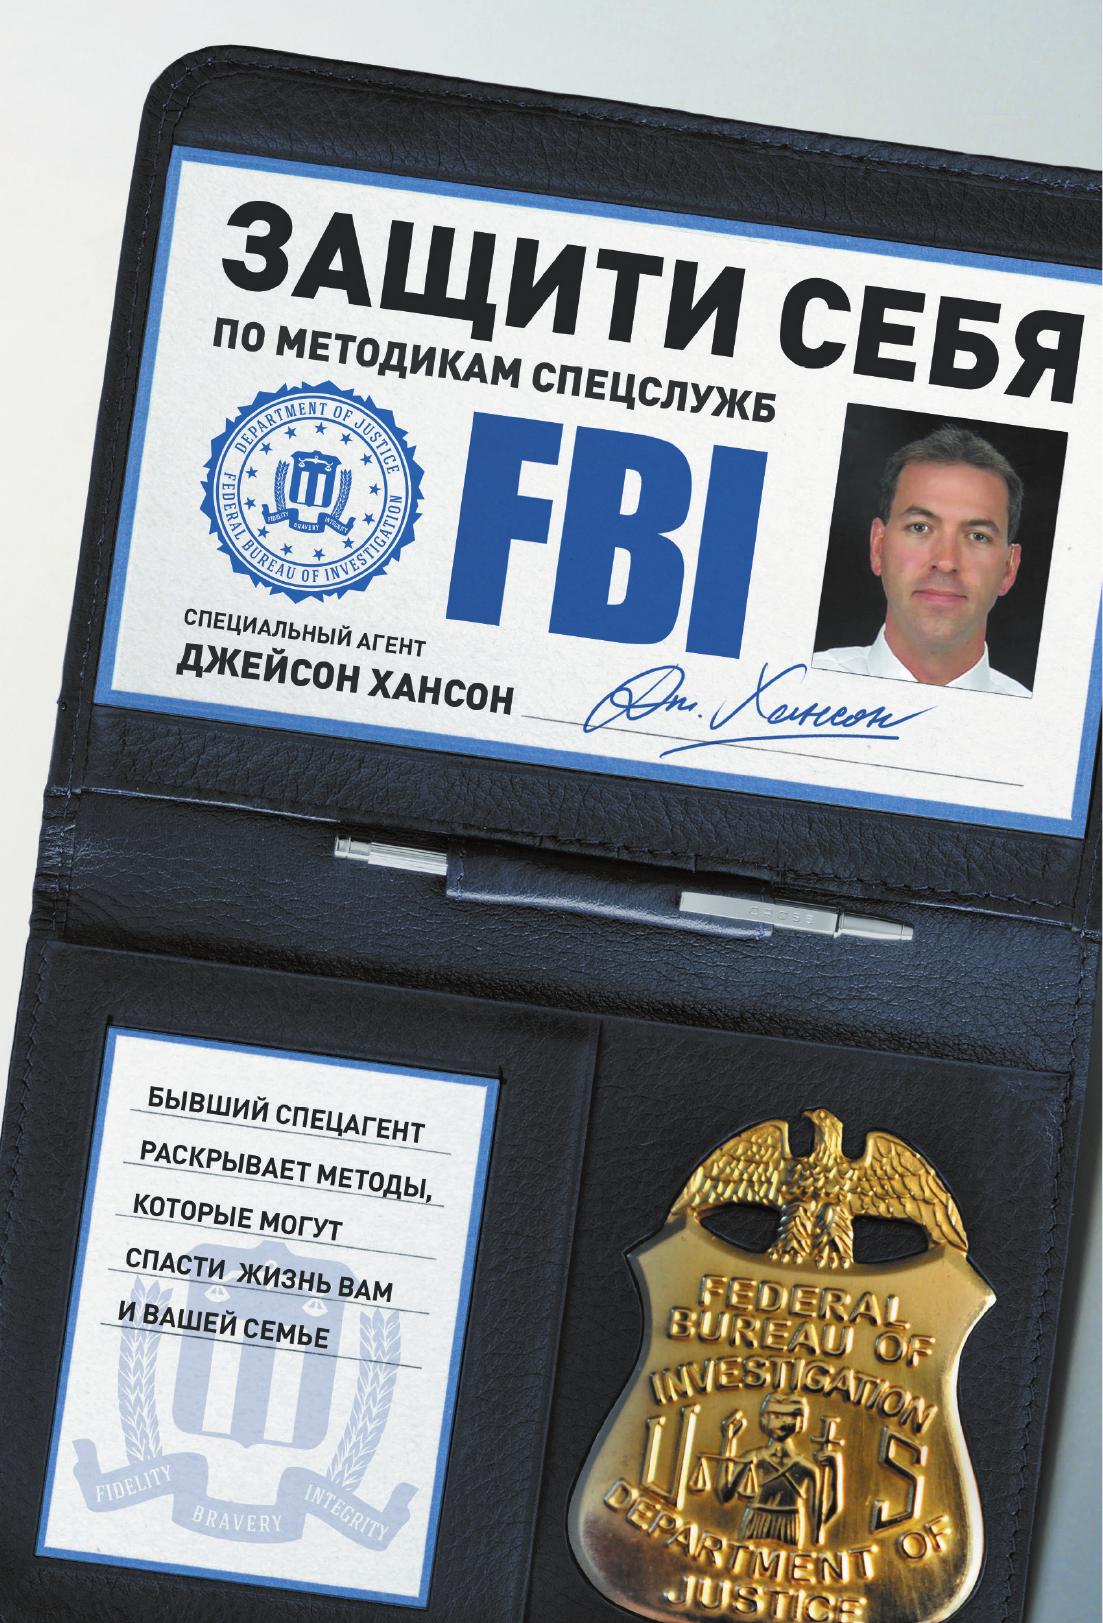 ЗАЩИТИ СЕБЯ
ПО МЕТОДИКАМ СПЕЦСЛУЖБ
DEPARTMENT OF JUSTICE
FEDERAL BUREAU OF INVESTIGATION
FIDELITY BRAVERY INTEGRITY
FBI
СПЕЦИАЛЬНЫЙ АГЕНТ
ДЖЕЙСОН ХАНСОН
Дж. Хансон
CROSS
БЫВШИЙ СПЕЦАГЕНТ
РАСКРЫВАЕТ МЕТОДЫ,
КОТОРЫЕ МОГУТ
СПАСТИ ЖИЗНЬ ВАМ
И ВАШЕЙ СЕМЬЕ
FIDELITY
BRAVERY
INTEGRITY
FEDERAL
BUREAU OF
INVESTIGATION
U S
DEPARTMENT OF
JUSTICE